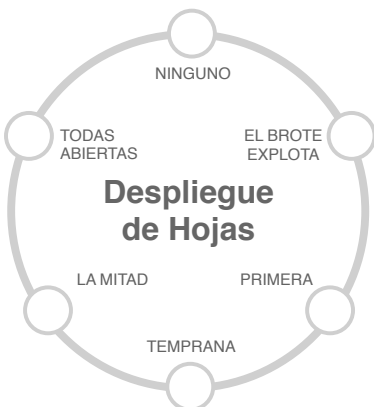 NINGUNO
TODAS
ABIERTAS
EL BROTE
EXPLOTA
Despliegue
de Hojas
LA MITAD
PRIMERA
TEMPRANA